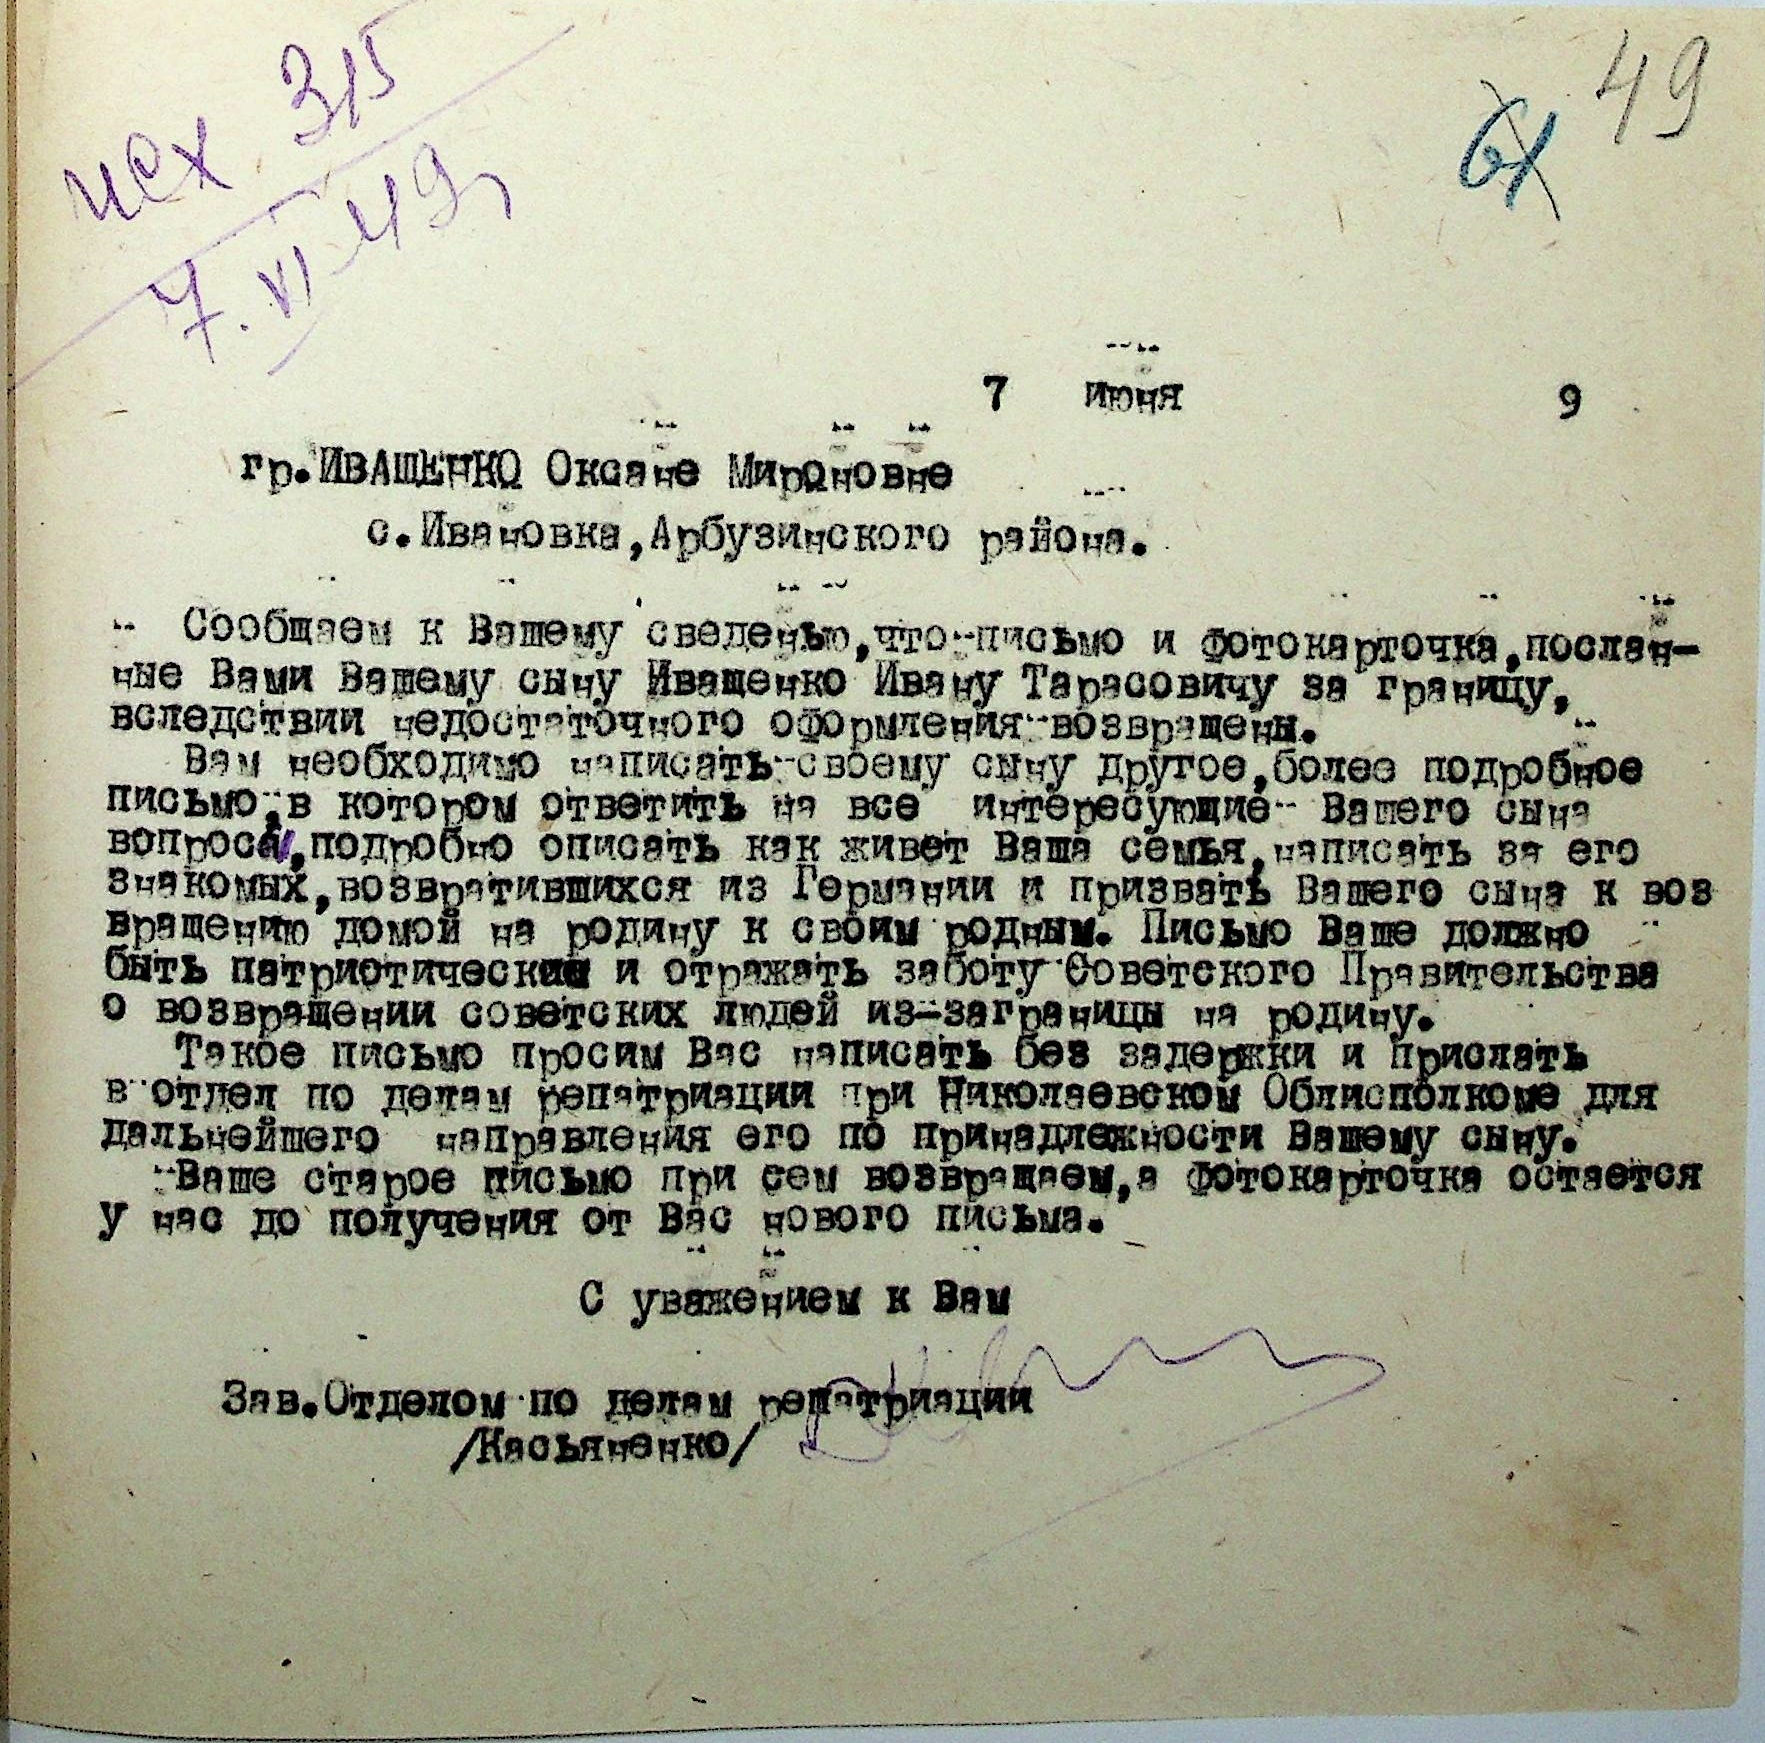 исх 315
7.VI 49
49
61
7 июня 9
гр.ИВАЩЕНКО Оксане Мироновне
с.Ивановка,Арбузинского района.
Сообщаем к Вашему сведенью,что письмо и фотокарточка,послан-
ные Вами Вашему сыну Иващенко Ивану Тарасовичу за границу,
вследствии недостаточного оформления возвращены.
Вам необходимо написать своему сыну другое,более подробное
письмо,в котором ответить на все интересующие Вашего сына
вопросы,подробно описать как живет Ваша семья,написать за его
знакомых,возвратившихся из Германии и призвать Вашего сына к воз
вращению домой на родину к своим родным. Письмо Ваше должно
быть патриотическим и отражать заботу Советского Правительства
о возвращении советских людей из-заграницы на родину.
Такое письмо просим Вас написать без задержки и прислать
в отдел по делам репатриации при Николаевском Облисполкоме для
дальнейшего направления его по принадлежности Вашему сыну.
Ваше старое письмо при сем возвращаем,а фотокарточка остается
у нас до получения от Вас нового письма.
С уважением к Вам
Зав.Отделом по делам репатриации
/Касьяненко/